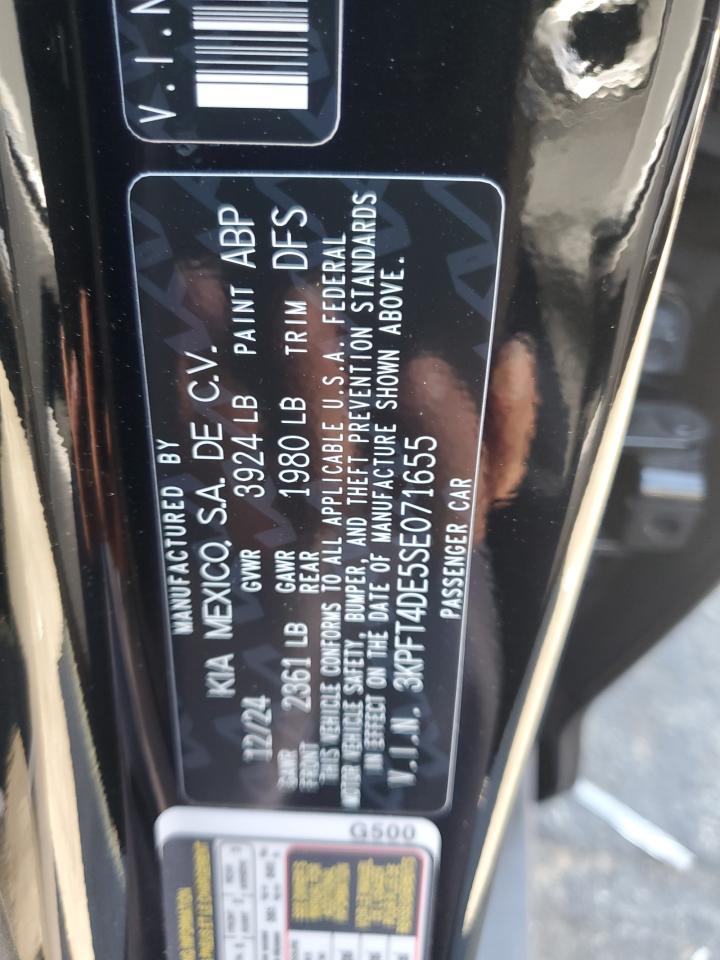 V.I.N
MANUFACTURED BY
KIA MEXICO, S.A. DE C.V.
12/24 GVWR 3924 LB PAINT ABP
GAWR FRONT 2361 LB GAWR REAR 1980 LB TRIM DFS
THIS VEHICLE CONFORMS TO ALL APPLICABLE U.S.A. FEDERAL
MOTOR VEHICLE SAFETY, BUMPER, AND THEFT PREVENTION STANDARDS
IN EFFECT ON THE DATE OF MANUFACTURE SHOWN ABOVE.
V.I.N. 3KPFT4DE5SE071655
PASSENGER CAR
G500